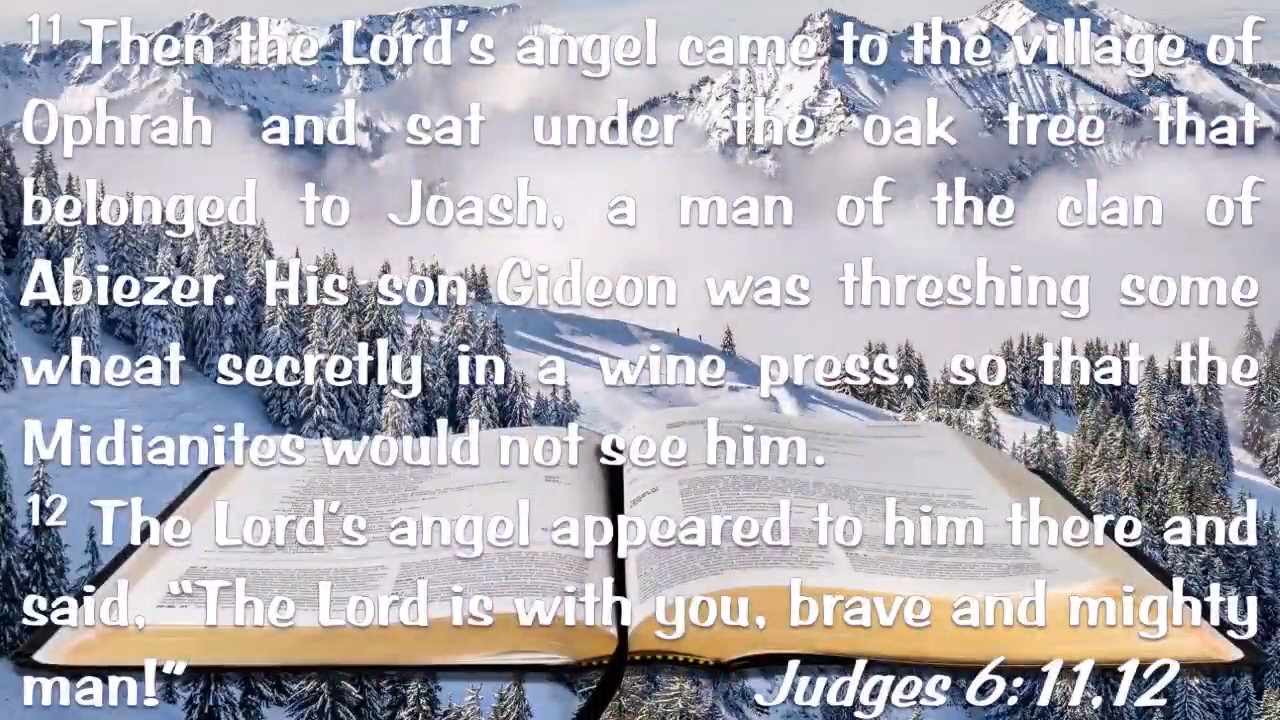 11 Then the Lord's angel came to the village of
Ophrah and sat under the oak tree that
belonged to Joash, a man of the clan of
Abiezer. His son Gideon was threshing some
wheat secretly in a wine press, so that the
Midianites would not see him.
12 The Lord's angel appeared to him there and
said, “The Lord is with you, brave and mighty
man!” Judges 6:11,12